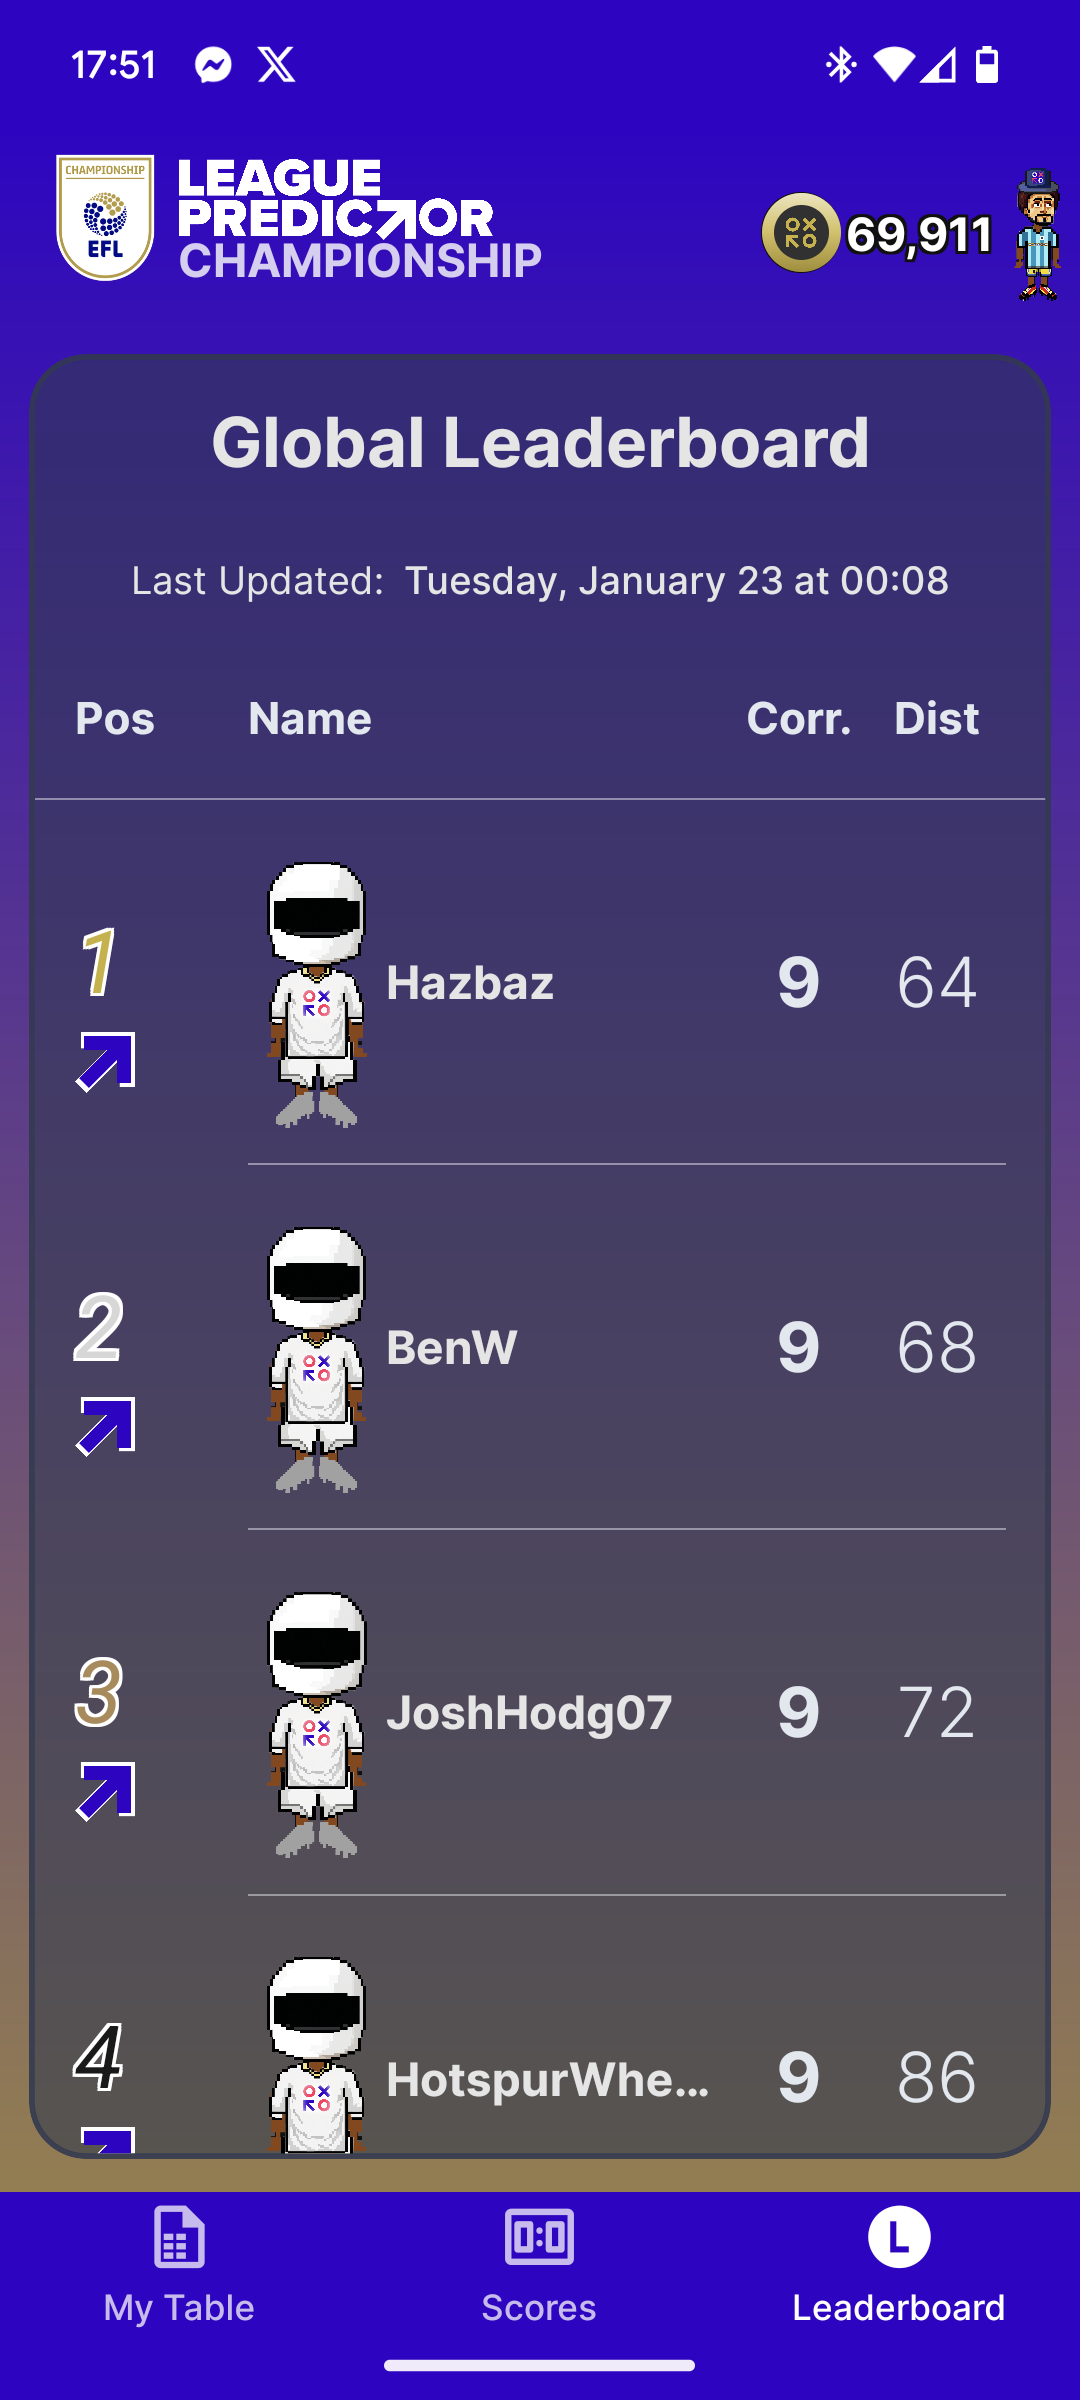 17:51
CHAMPIONSHIP
EFL
LEAGUE
PREDICTOR
CHAMPIONSHIP
69,911
Global Leaderboard
Last Updated: Tuesday, January 23 at 00:08
Pos Name Corr. Dist
1 Hazbaz 9 64
2 BenW 9 68
3 JoshHodg07 9 72
4 HotspurWhe... 9 86
0:0 L
My Table Scores Leaderboard